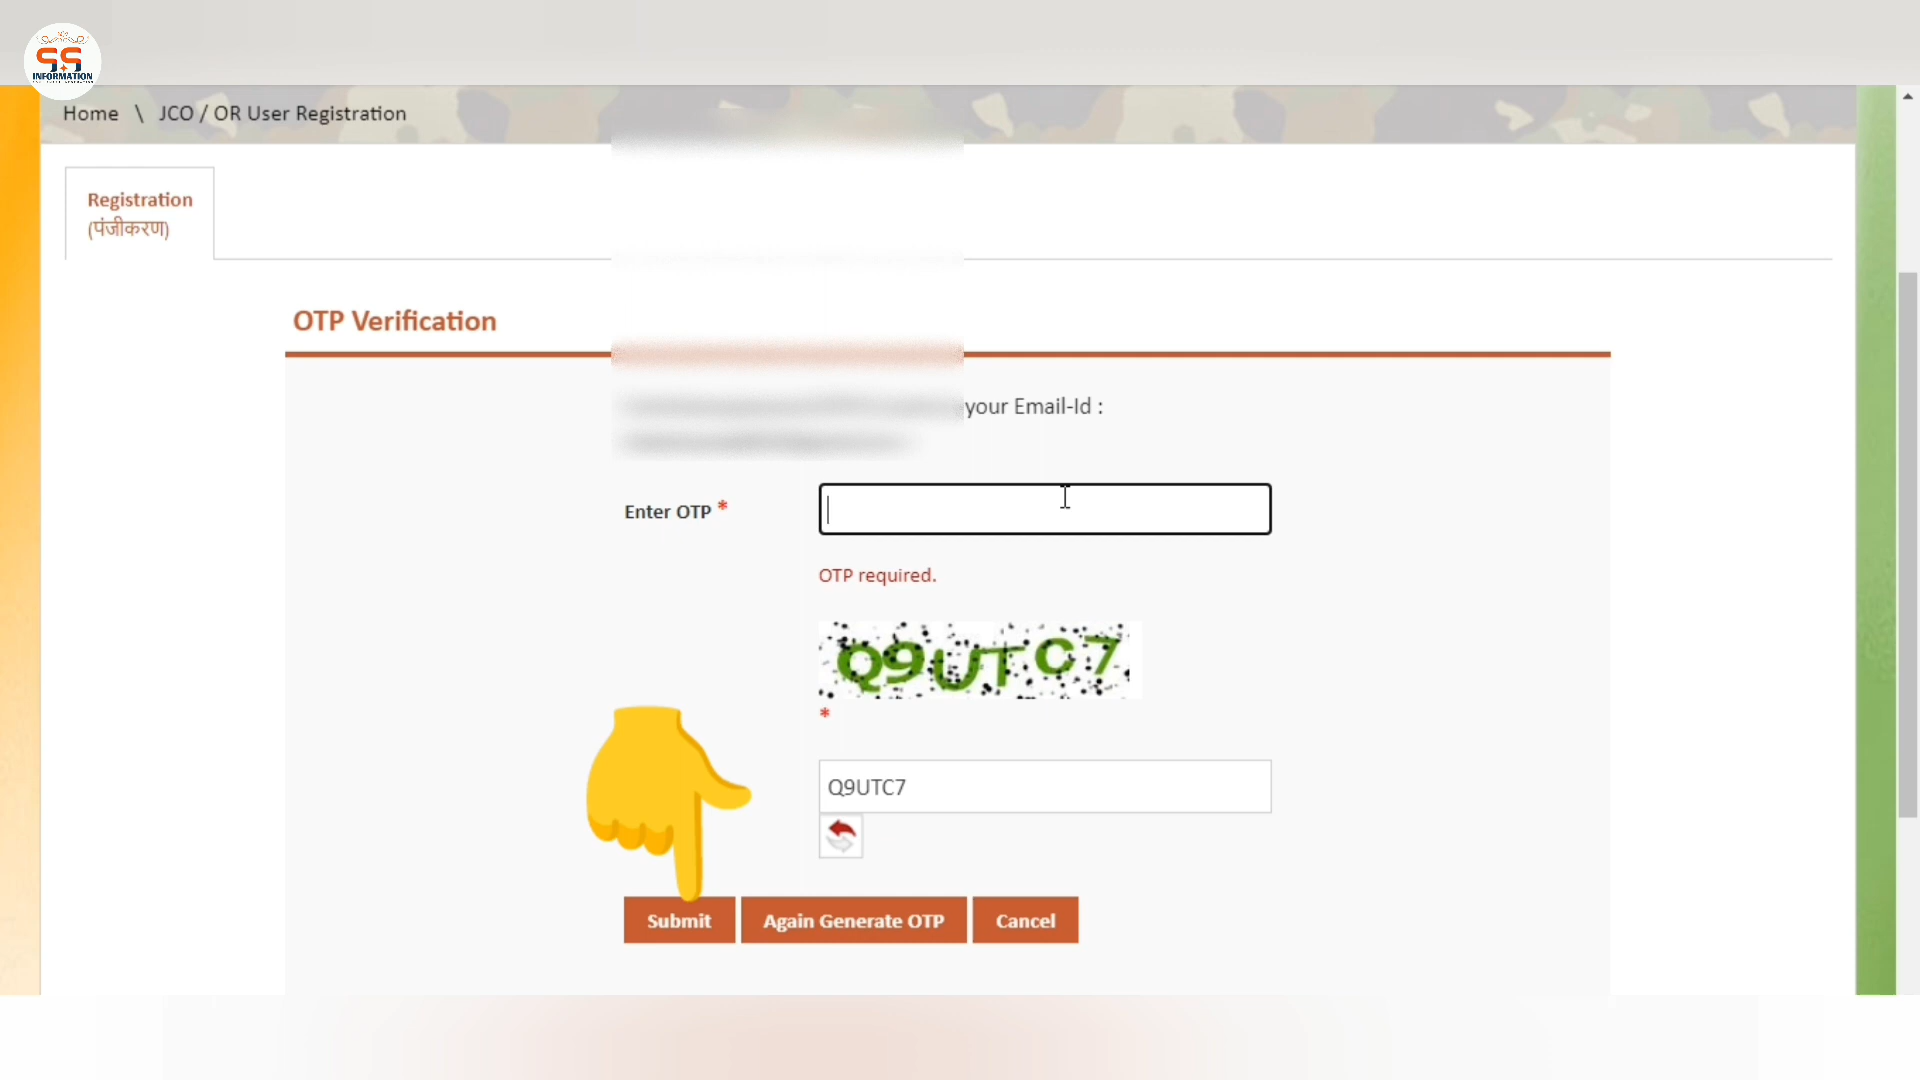 SS
INFORMATION
Home \ JCO / OR User Registration
Registration
(पंजीकरण)
OTP Verification
your Email-Id :
Enter OTP *
OTP required.
Q9UTC7
*
Q9UTC7
Submit Again Generate OTP Cancel